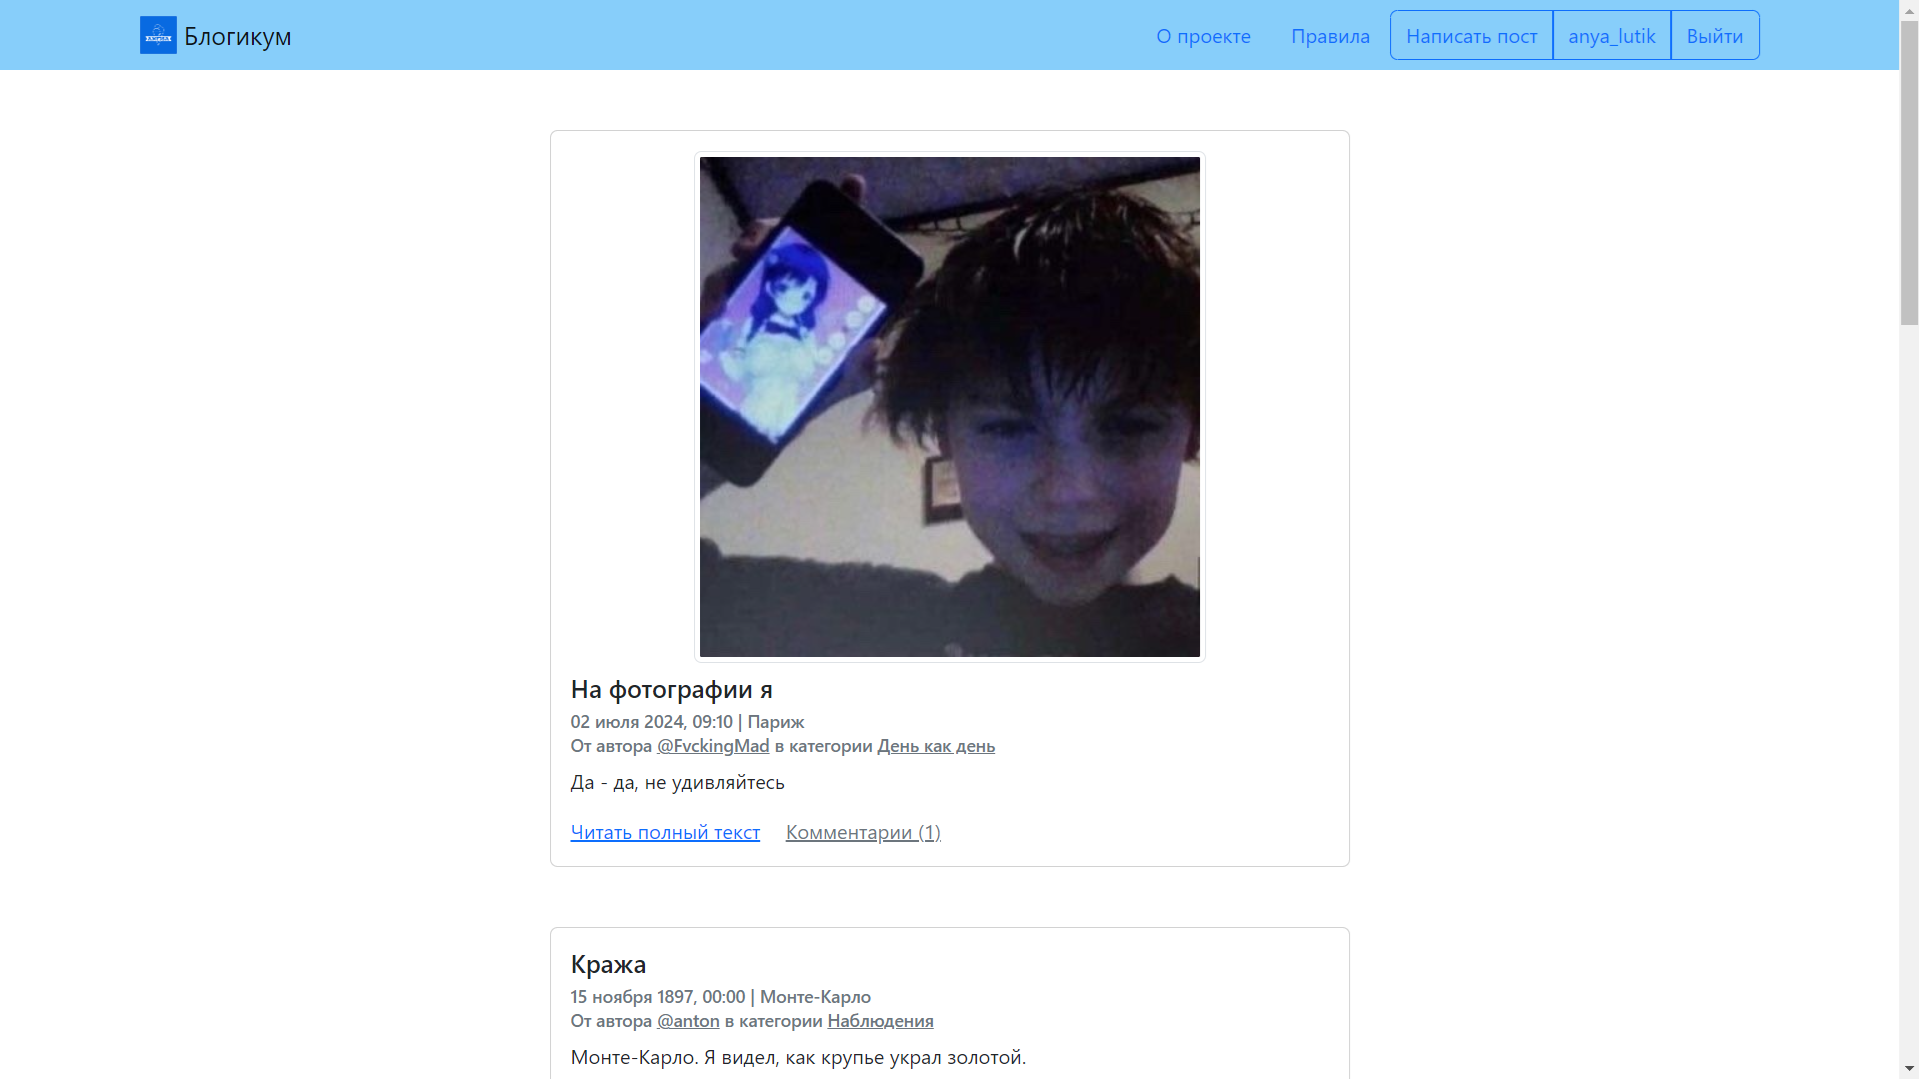 Блогикум
О проекте
Правила
Написать пост
anya_lutik
Выйти
На фотографии я
02 июля 2024, 09:10 | Париж
От автора @FvckingMad в категории День как день
Да - да, не удивляйтесь
Читать полный текст
Комментарии (1)
Кража
15 ноября 1897, 00:00 | Монте-Карло
От автора @anton в категории Наблюдения
Монте-Карло. Я видел, как крупье украл золотой.